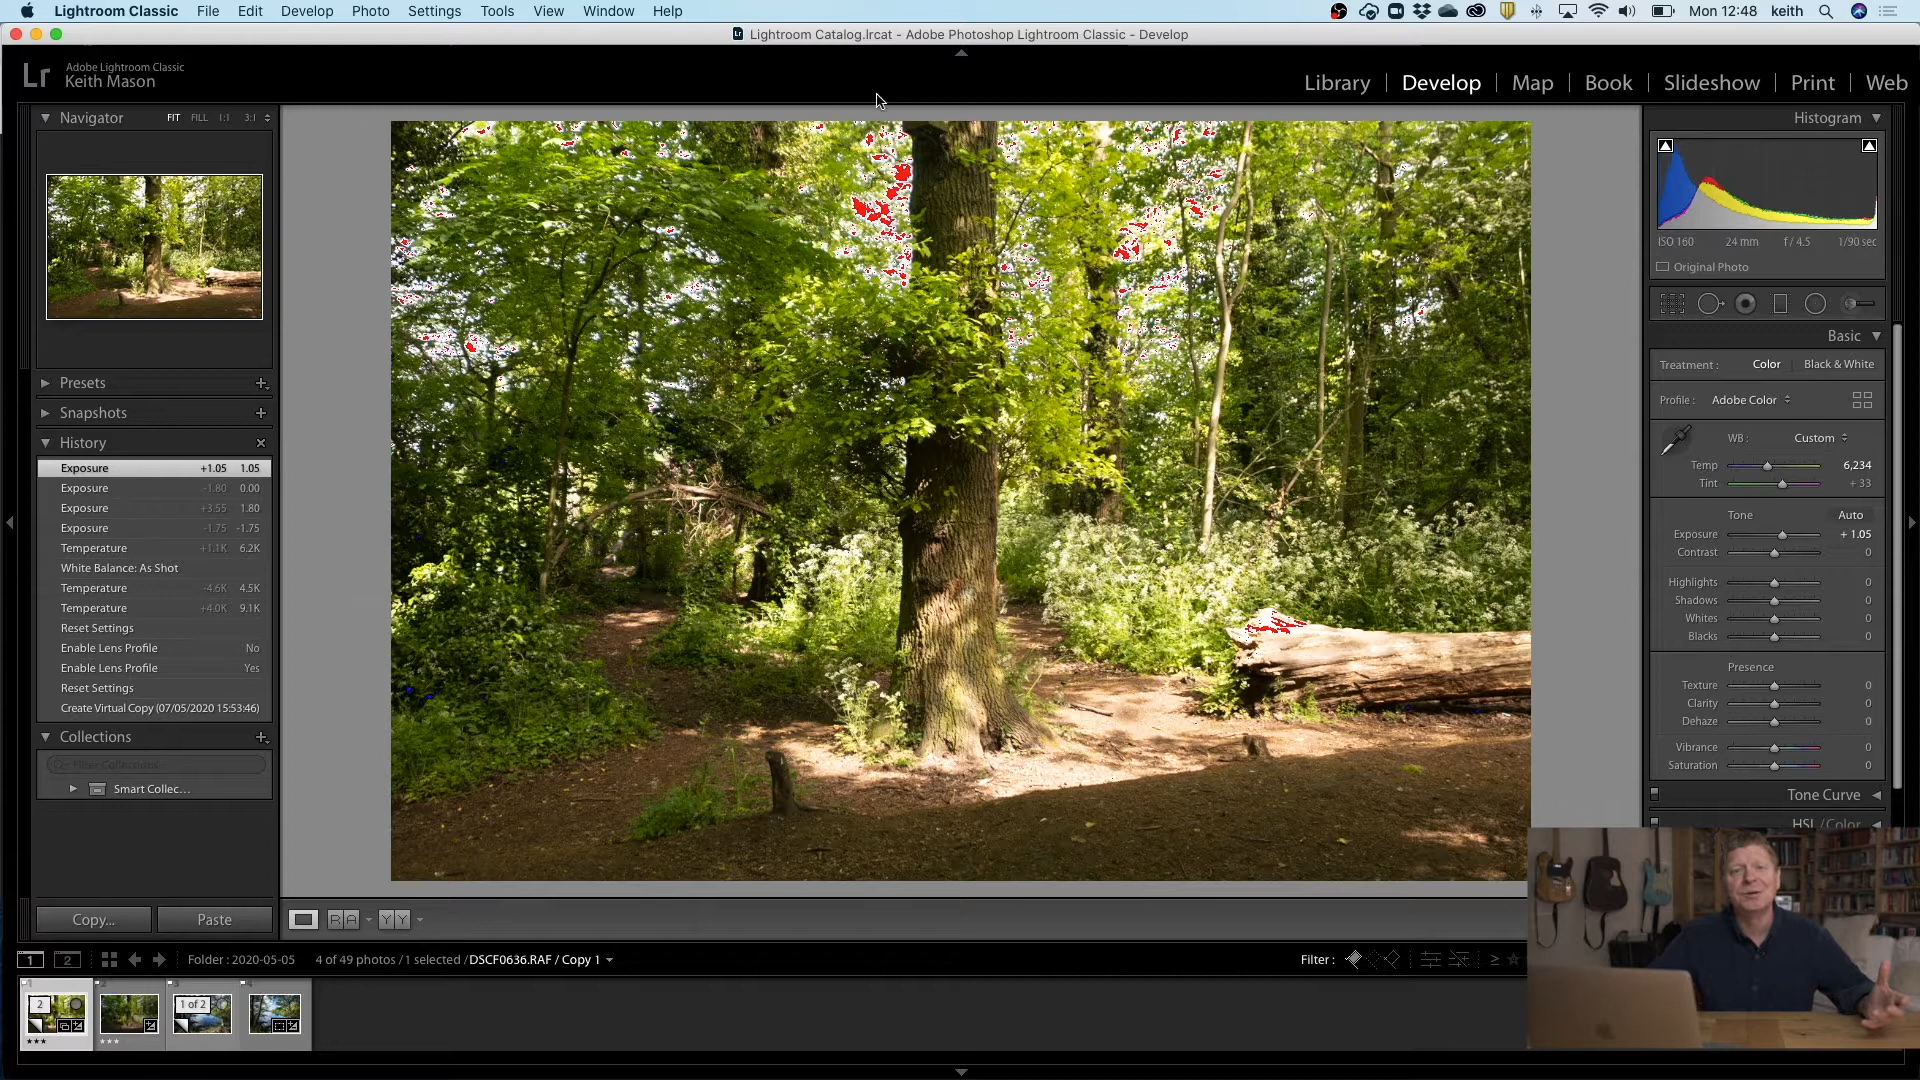 Lightroom Classic File Edit Develop Photo Settings Tools View Window Help Mon 12:48 keith
Lightroom Catalog.lrcat - Adobe Photoshop Lightroom Classic - Develop
Lr Adobe Lightroom Classic
Keith Mason
Library Develop Map Book Slideshow Print Web
Navigator FIT FILL 1:1 3:1
Presets
Snapshots
History
Exposure +1.05 1.05
Exposure -1.80 0.00
Exposure +3.55 1.80
Exposure -1.75 -1.75
Temperature +1.1K 6.2K
White Balance: As Shot
Temperature -4.6K 4.5K
Temperature +4.0K 9.1K
Reset Settings
Enable Lens Profile No
Enable Lens Profile Yes
Reset Settings
Create Virtual Copy (07/05/2020 15:53:46)
Collections
Filter Collections
Smart Collec...
Copy... Paste
Histogram
ISO 160 24 mm f / 4.5 1/90 sec
Original Photo
Basic
Treatment : Color Black & White
Profile : Adobe Color
WB : Custom
Temp 6,234
Tint + 33
Tone Auto
Exposure + 1.05
Contrast 0
Highlights 0
Shadows 0
Whites 0
Blacks 0
Presence
Texture 0
Clarity 0
Dehaze 0
Vibrance 0
Saturation 0
Tone Curve
HSL / Color
R A Y Y
1 2 Folder : 2020-05-05 4 of 49 photos / 1 selected / DSCF0636.RAF / Copy 1 Filter :
1 2 3 4
2 1 of 2